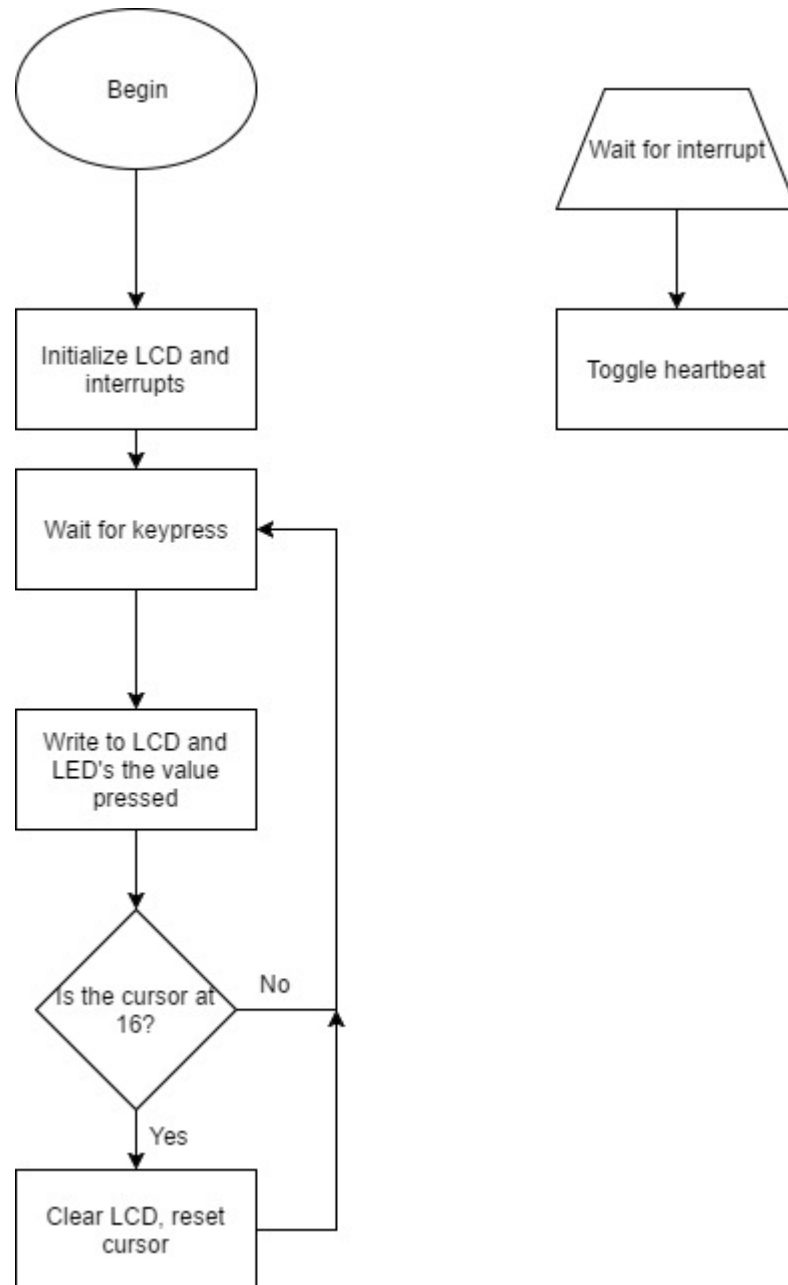 Begin
Wait for interrupt
Initialize LCD and
interrupts
Toggle heartbeat
Wait for keypress
Write to LCD and
LED's the value
pressed
Is the cursor at
16?
No
Yes
Clear LCD, reset
cursor